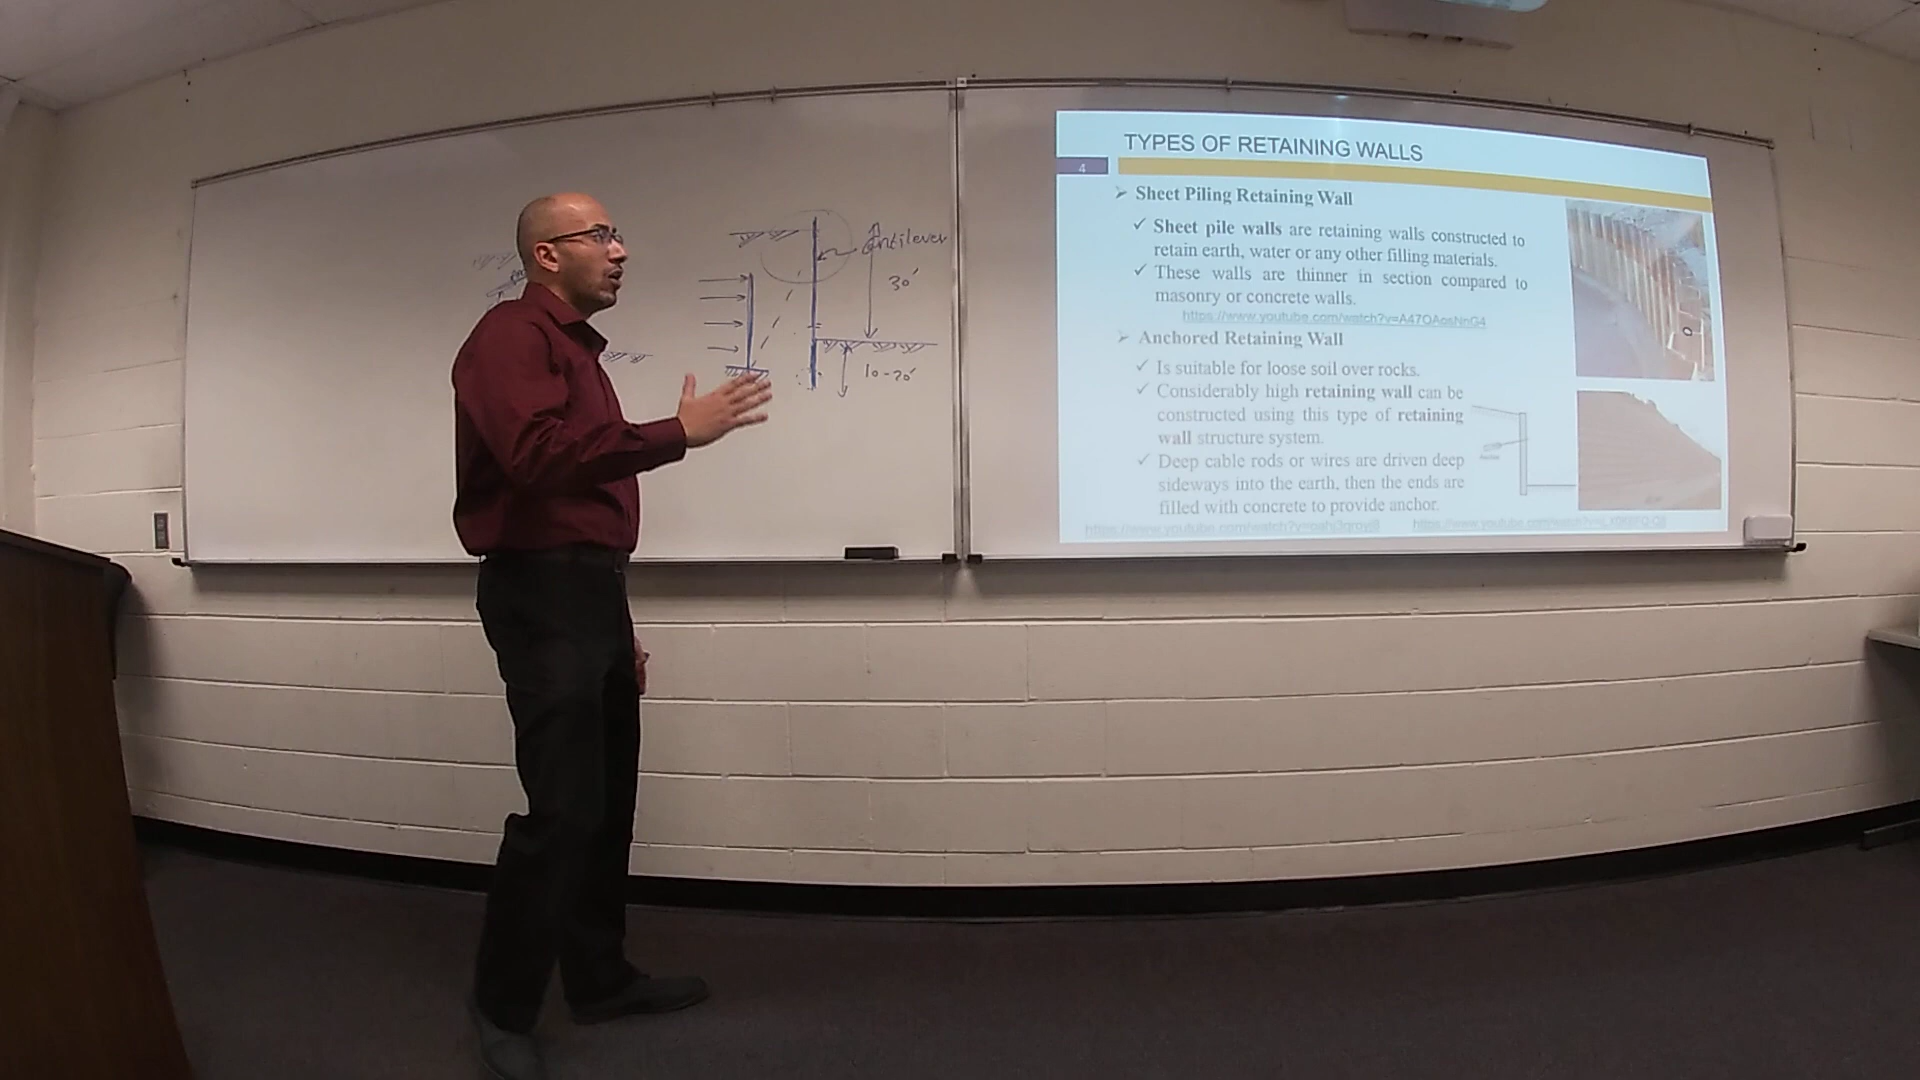 cantilever
30'
10-20'
TYPES OF RETAINING WALLS
4
➢ Sheet Piling Retaining Wall
✓ Sheet pile walls are retaining walls constructed to
retain earth, water or any other filling materials.
✓ These walls are thinner in section compared to
masonry or concrete walls.
https://www.youtube.com/watch?v=A47QAosNnG4
➢ Anchored Retaining Wall
✓ Is suitable for loose soil over rocks.
✓ Considerably high retaining wall can be
constructed using this type of retaining
wall structure system.
✓ Deep cable rods or wires are driven deep
sideways into the earth, then the ends are
filled with concrete to provide anchor.